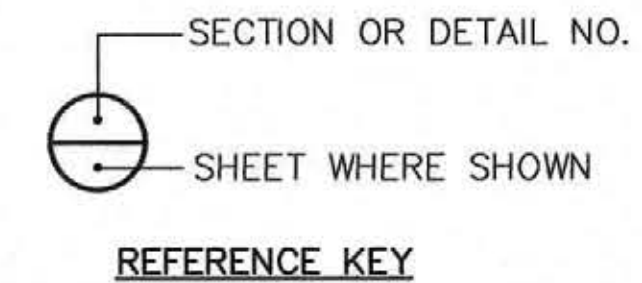 SECTION OR DETAIL NO.
SHEET WHERE SHOWN
REFERENCE KEY